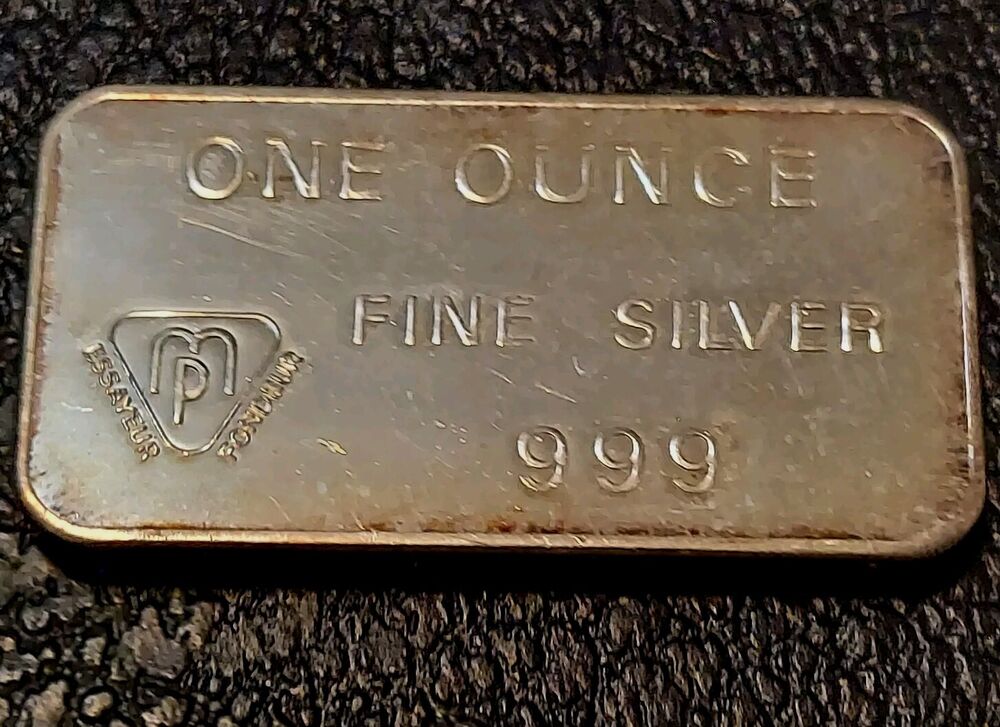 ONE OUNCE
FINE SILVER
mp
ESSAYEUR
FONDEUR
999